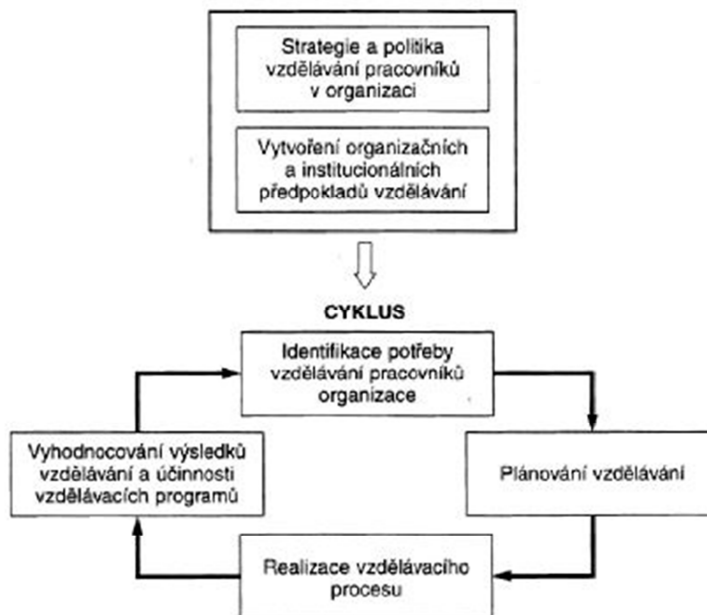 Strategie a politika
vzdělávání pracovníků
v organizaci
Vytvoření organizačních
a institucionálních
předpokladů vzdělávání
CYKLUS
Identifikace potřeby
vzdělávání pracovníků
organizace
Vyhodnocování výsledků
vzdělávání a účinnosti
vzdělávacích programů
Plánování vzdělávání
Realizace vzdělávacího
procesu